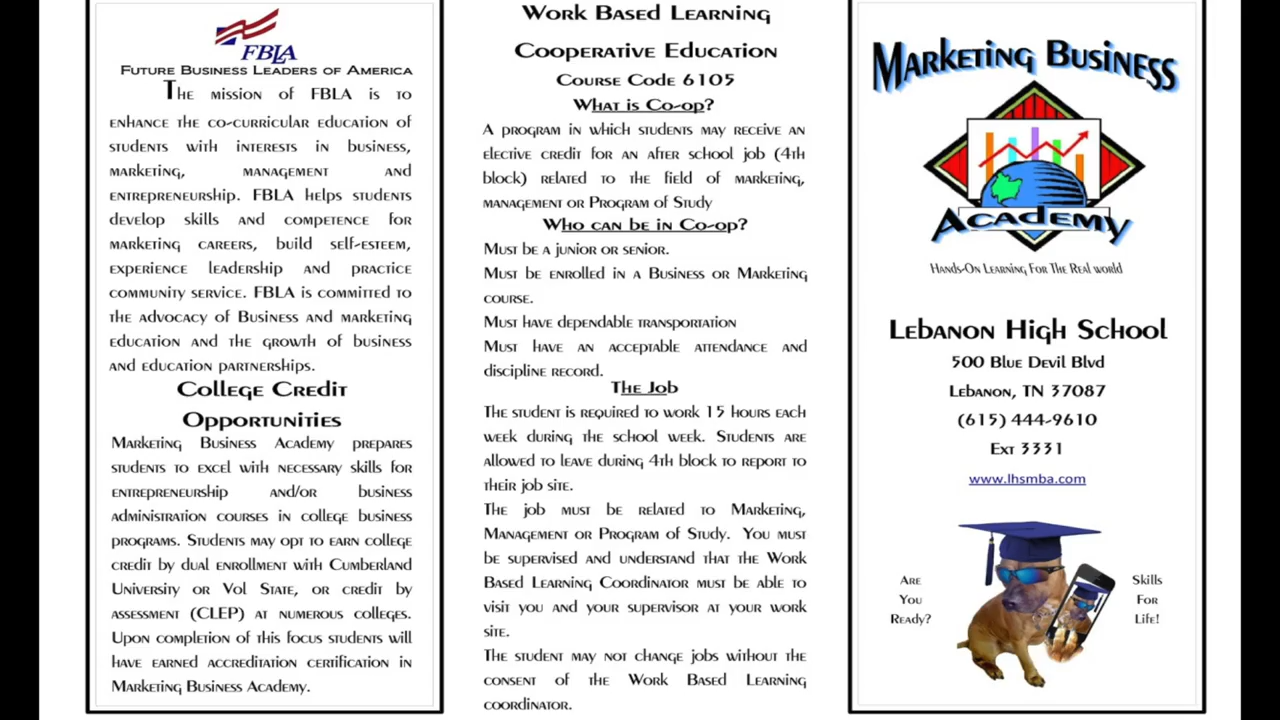 FBLA
Future Business Leaders of America
The mission of FBLA is to
enhance the co-curricular education of
students with interests in business,
marketing, management and
entrepreneurship. FBLA helps students
develop skills and competence for
marketing careers, build self-esteem,
experience leadership and practice
community service. FBLA is committed to
the advocacy of Business and marketing
education and the growth of business
and education partnerships.
College Credit
Opportunities
Marketing Business Academy prepares
students to excel with necessary skills for
entrepreneurship and/or business
administration courses in college business
programs. Students may opt to earn college
credit by dual enrollment with Cumberland
University or Vol State, or credit by
assessment (CLEP) at numerous colleges.
Upon completion of this focus students will
have earned accreditation certification in
Marketing Business Academy.
Work Based Learning
Cooperative Education
Course Code 6105
What is Co-op?
A program in which students may receive an
elective credit for an after school job (4th
block) related to the field of marketing,
management or Program of Study
Who can be in Co-op?
Must be a junior or senior.
Must be enrolled in a Business or Marketing
course.
Must have dependable transportation
Must have an acceptable attendance and
discipline record.
The Job
The student is required to work 15 hours each
week during the school week. Students are
allowed to leave during 4th block to report to
their job site.
The job must be related to Marketing,
Management or Program of Study. You must
be supervised and understand that the Work
Based Learning Coordinator must be able to
visit you and your supervisor at your work
site.
The student may not change jobs without the
consent of the Work Based Learning
coordinator.
Marketing Business
Academy
Hands-On Learning For The Real world
Lebanon High School
500 Blue Devil Blvd
Lebanon, TN 37087
(615) 444-9610
Ext 3331
www.lhsmba.com
Are
You
Ready?
Skills
For
Life!